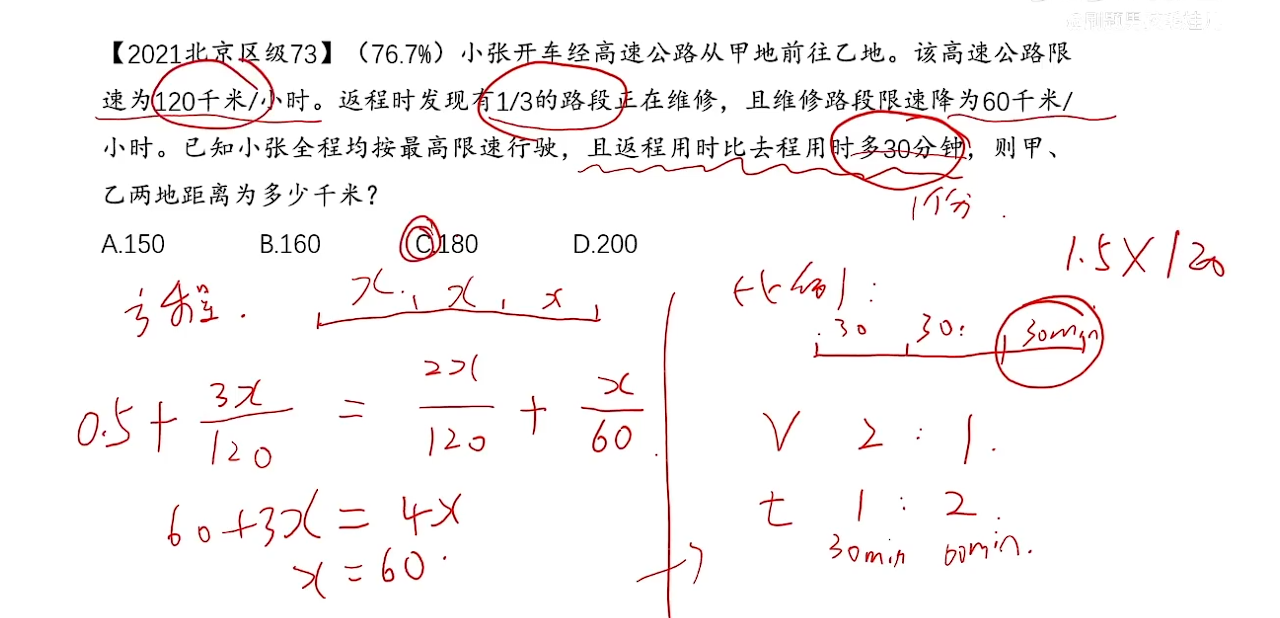 【2021北京区级73】（76.7%）小张开车经高速公路从甲地前往乙地。该高速公路限
速为120千米/小时。返程时发现有1/3的路段正在维修，且维修路段限速降为60千米/
小时。已知小张全程均按最高限速行驶，且返程用时比去程用时多30分钟，则甲、
乙两地距离为多少千米？
1个分.
A.150 B.160 C.180 D.200
1.5×120
方程.
x. x x
0.5 + 3x/120 = 2x/120 + x/60
60+3x = 4x
x = 60.
比例:
30 30 30min
V 2 : 1.
t 1 : 2.
30min 60min.